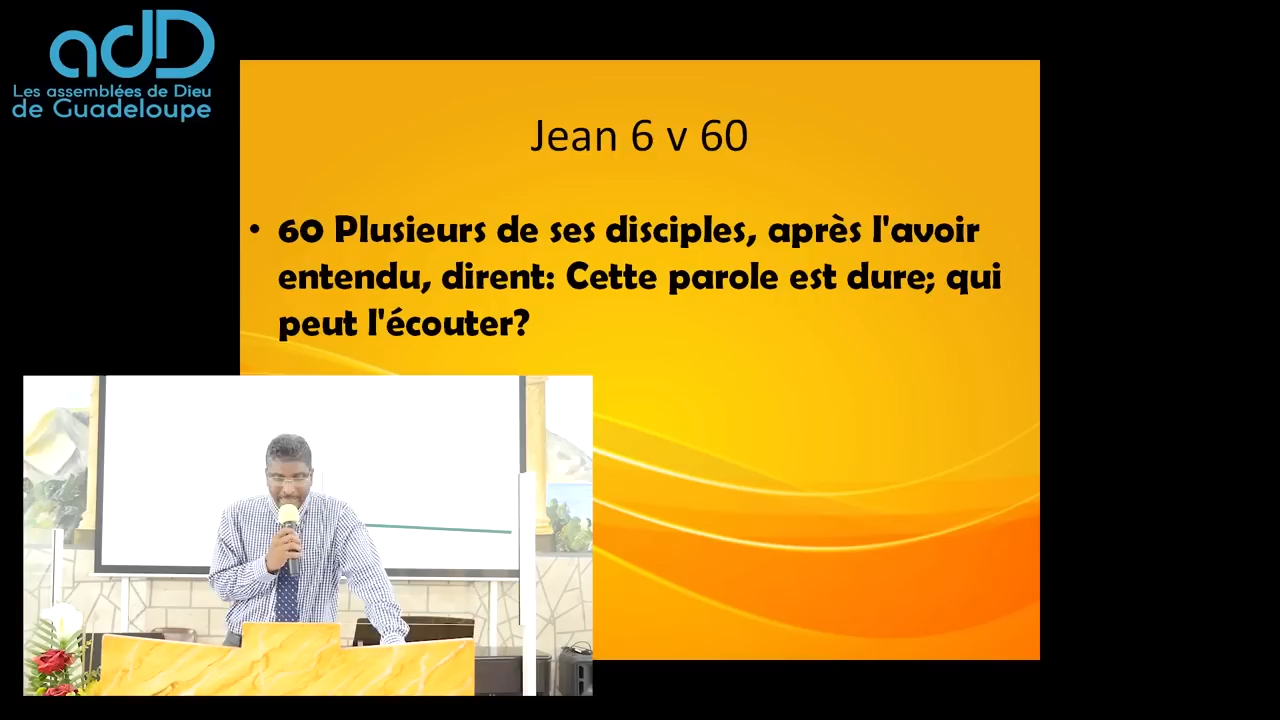 adD
Les assemblées de Dieu
de Guadeloupe
Jean 6 v 60
• 60 Plusieurs de ses disciples, après l'avoir
entendu, dirent: Cette parole est dure; qui
peut l'écouter?